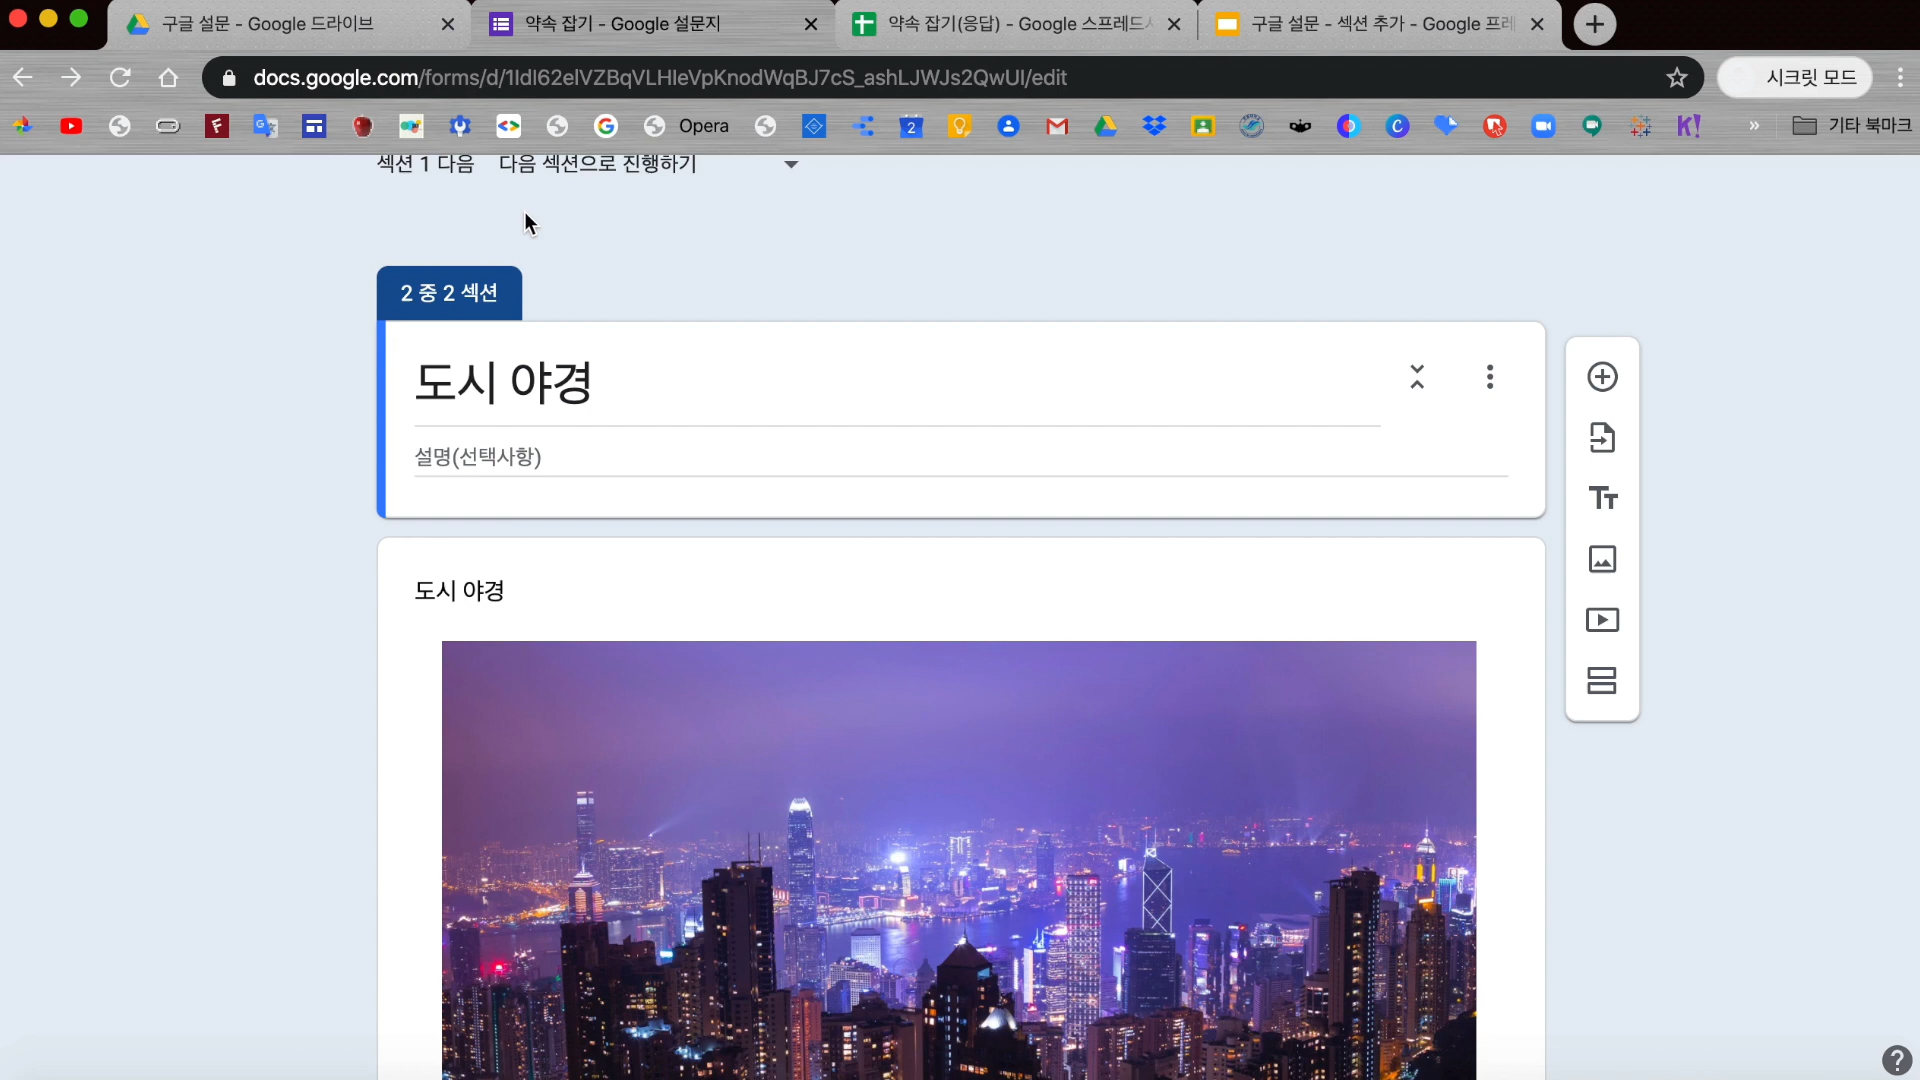 구글 설문 - Google 드라이브
약속 잡기 - Google 설문지
약속 잡기(응답) - Google 스프레드
구글 설문 - 섹션 추가 - Google 프레
docs.google.com/forms/d/1IdI62eIVZBqVLHIeVpKnodWqBJ7cS_ashLJWJs2QwUI/edit
시크릿 모드
Opera
기타 북마크
섹션 1 다음 다음 섹션으로 진행하기
2 중 2 섹션
도시 야경
설명(선택사항)
도시 야경